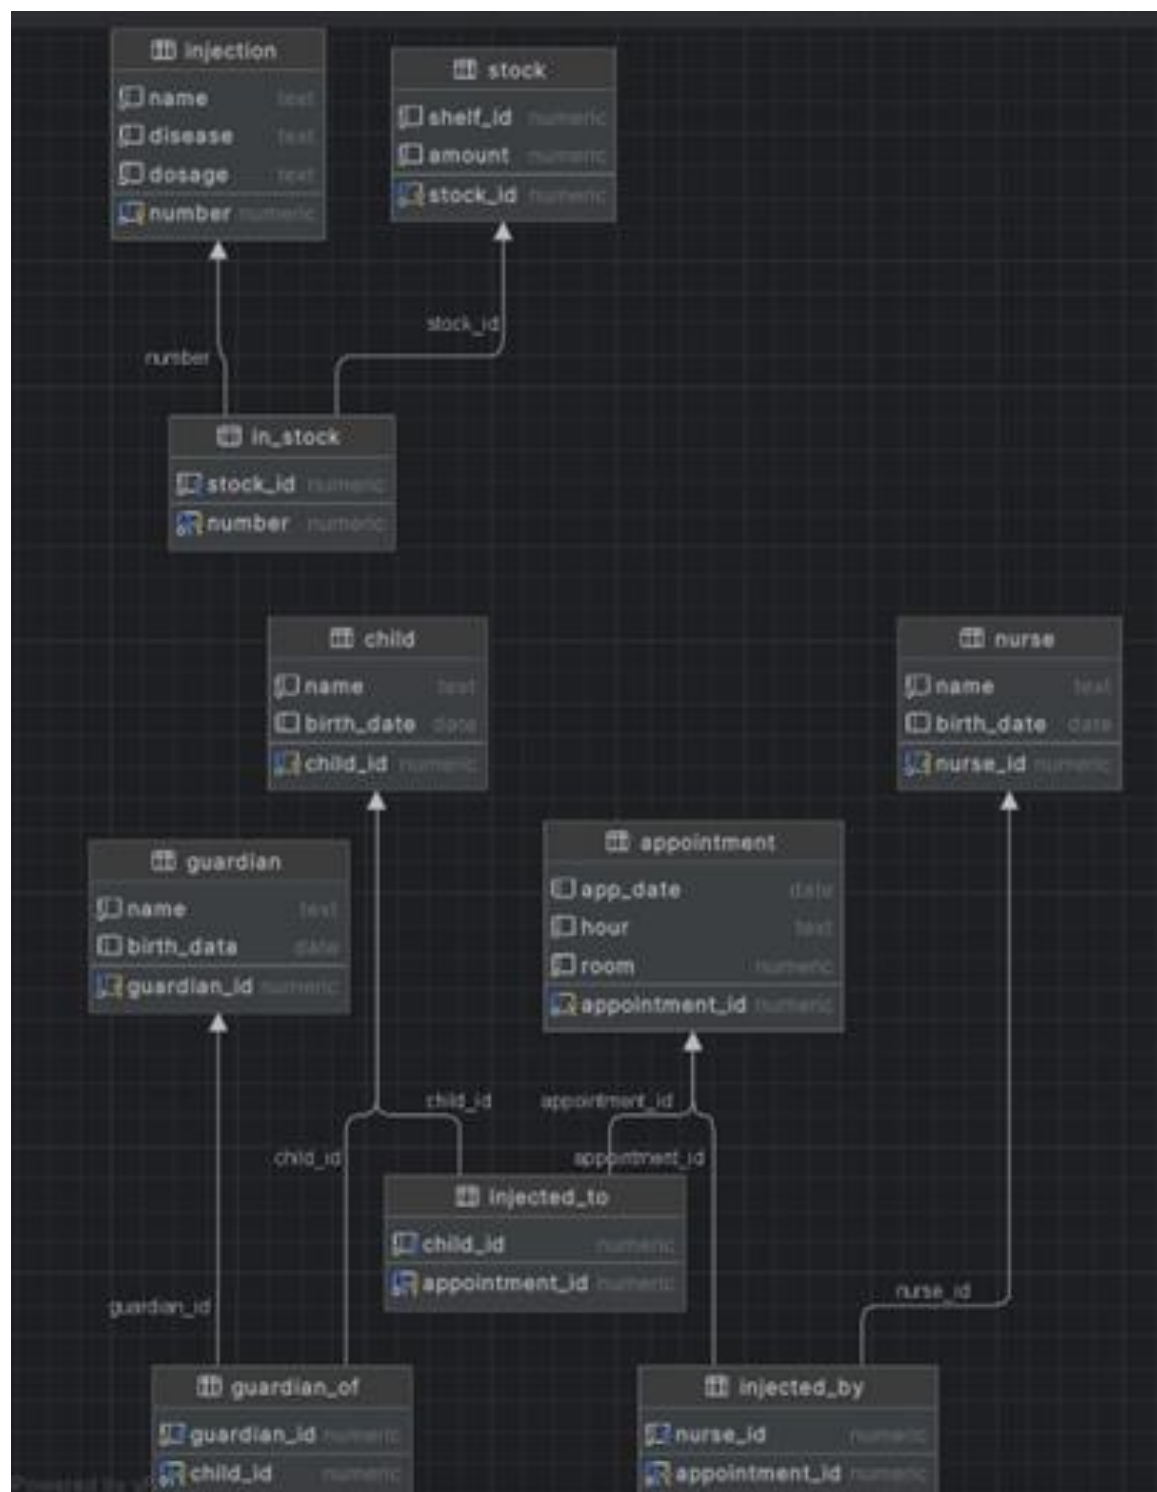 injection
name text
disease text
dosage text
number numeric
stock
shelf_id numeric
amount numeric
stock_id numeric
stock_id
number
in_stock
stock_id numeric
number numeric
child
name text
birth_date date
child_id numeric
nurse
name text
birth_date date
nurse_id numeric
guardian
name text
birth_data date
guardian_id numeric
appointment
app_date date
hour text
room numeric
appointment_id numeric
child_id
appointment_id
child_id
appointment_id
injected_to
child_id numeric
appointment_id numeric
guardian_id
nurse_id
guardian_of
guardian_id numeric
child_id numeric
injected_by
nurse_id numeric
appointment_id numeric
Powered by